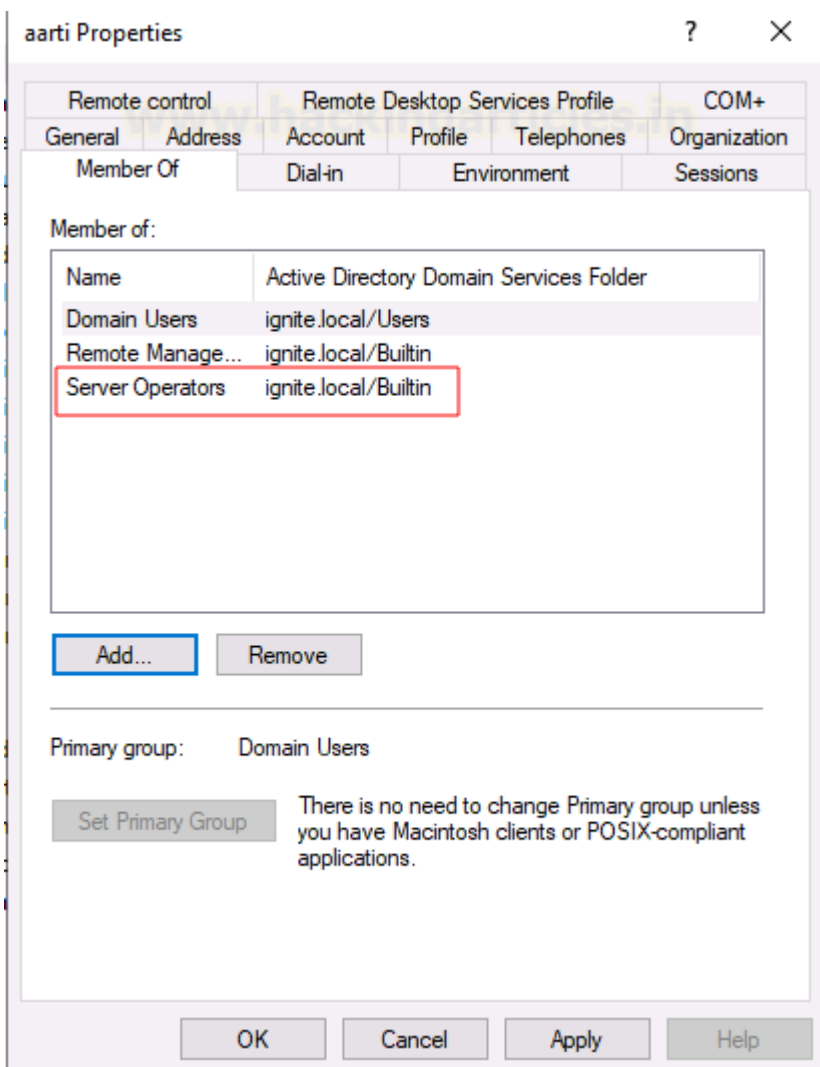 aarti Properties ? ×
Remote control Remote Desktop Services Profile COM+
www.hackingarticles.in
General Address Account Profile Telephones Organization
Member Of Dial-in Environment Sessions
Member of:
Name Active Directory Domain Services Folder
Domain Users ignite.local/Users
Remote Manage... ignite.local/Builtin
Server Operators ignite.local/Builtin
Add... Remove
Primary group: Domain Users
Set Primary Group
There is no need to change Primary group unless
you have Macintosh clients or POSIX-compliant
applications.
OK Cancel Apply Help